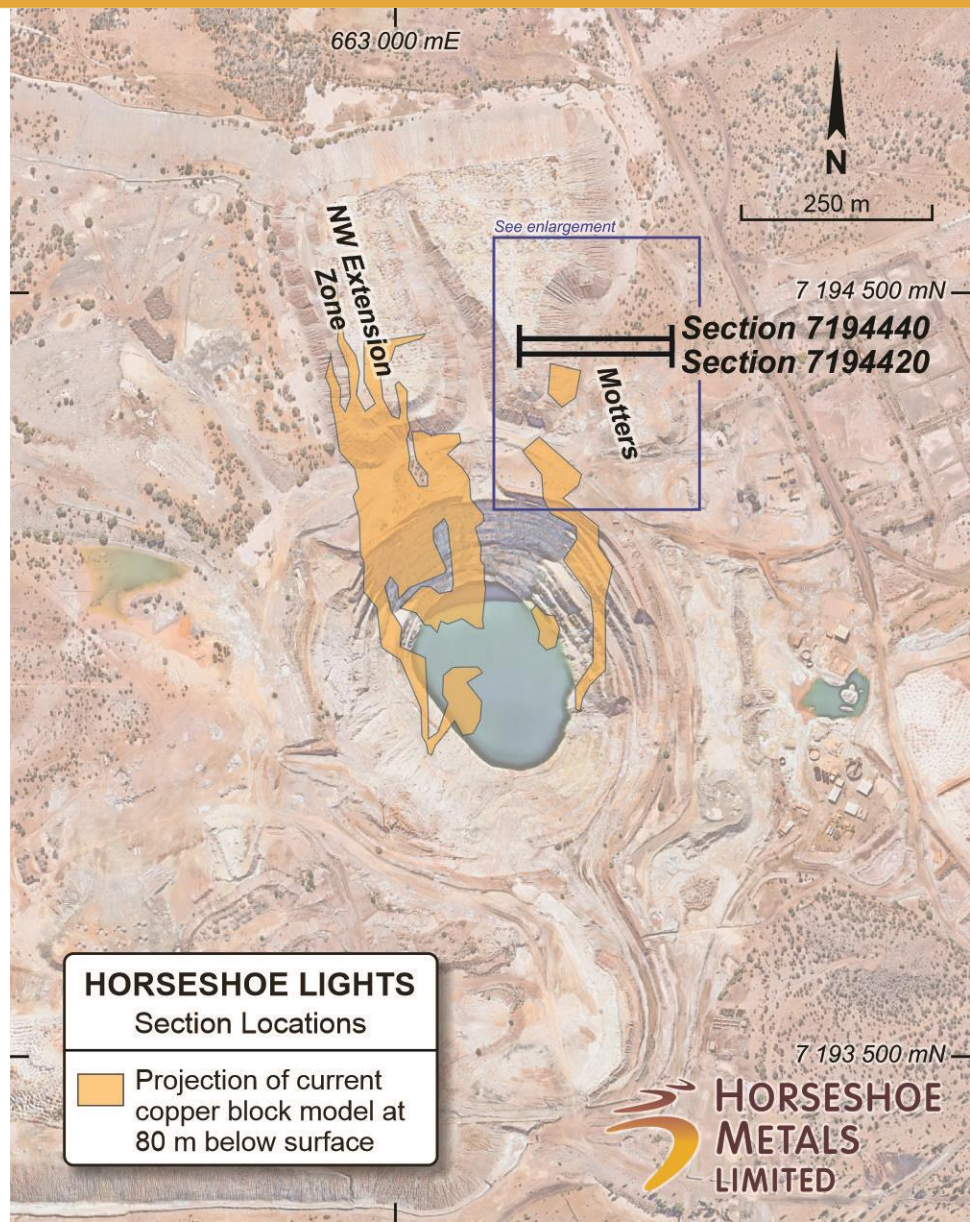 663 000 mE
N
250 m
See enlargement
7 194 500 mN
NW Extension
Zone
Section 7194440
Section 7194420
Motters
HORSESHOE LIGHTS
Section Locations
Projection of current
copper block model at
80 m below surface
7 193 500 mN
HORSESHOE
METALS
LIMITED